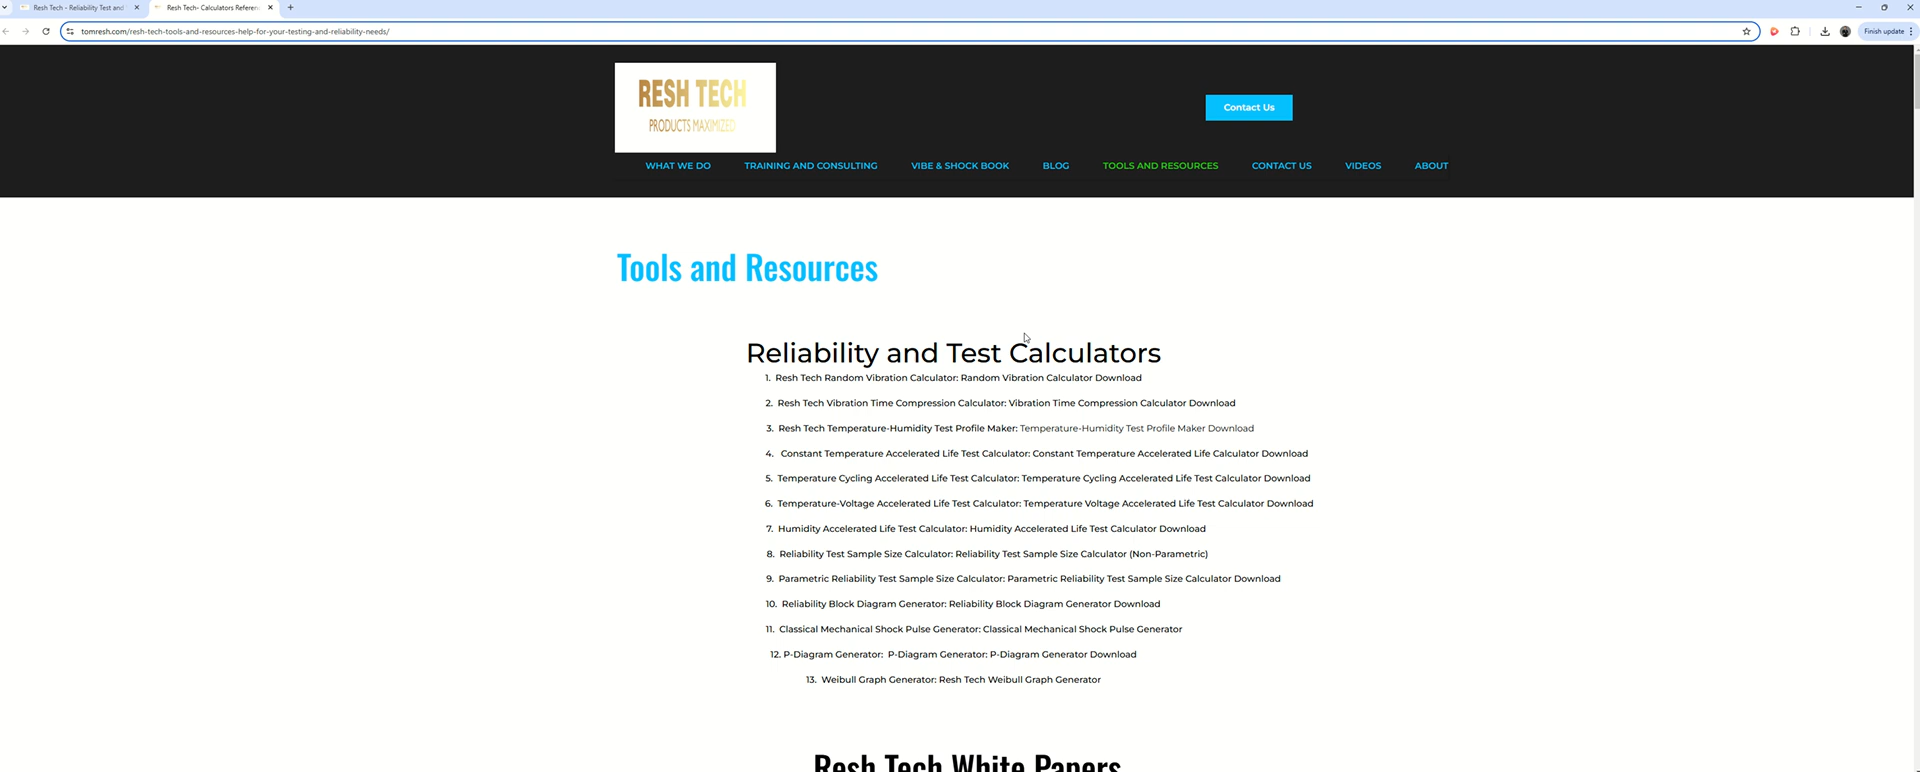 Resh Tech - Reliability Test and
Resh Tech- Calculators Referen
tomresh.com/resh-tech-tools-and-resources-help-for-your-testing-and-reliability-needs/
Finish update
RESH TECH
PRODUCTS MAXIMIZED
Contact Us
WHAT WE DO TRAINING AND CONSULTING VIBE & SHOCK BOOK BLOG TOOLS AND RESOURCES CONTACT US VIDEOS ABOUT
Tools and Resources
Reliability and Test Calculators
1. Resh Tech Random Vibration Calculator: Random Vibration Calculator Download
2. Resh Tech Vibration Time Compression Calculator: Vibration Time Compression Calculator Download
3. Resh Tech Temperature-Humidity Test Profile Maker: Temperature-Humidity Test Profile Maker Download
4. Constant Temperature Accelerated Life Test Calculator: Constant Temperature Accelerated Life Calculator Download
5. Temperature Cycling Accelerated Life Test Calculator: Temperature Cycling Accelerated Life Test Calculator Download
6. Temperature-Voltage Accelerated Life Test Calculator: Temperature Voltage Accelerated Life Test Calculator Download
7. Humidity Accelerated Life Test Calculator: Humidity Accelerated Life Test Calculator Download
8. Reliability Test Sample Size Calculator: Reliability Test Sample Size Calculator (Non-Parametric)
9. Parametric Reliability Test Sample Size Calculator: Parametric Reliability Test Sample Size Calculator Download
10. Reliability Block Diagram Generator: Reliability Block Diagram Generator Download
11. Classical Mechanical Shock Pulse Generator: Classical Mechanical Shock Pulse Generator
12. P-Diagram Generator: P-Diagram Generator: P-Diagram Generator Download
13. Weibull Graph Generator: Resh Tech Weibull Graph Generator
Resh Tech White Papers